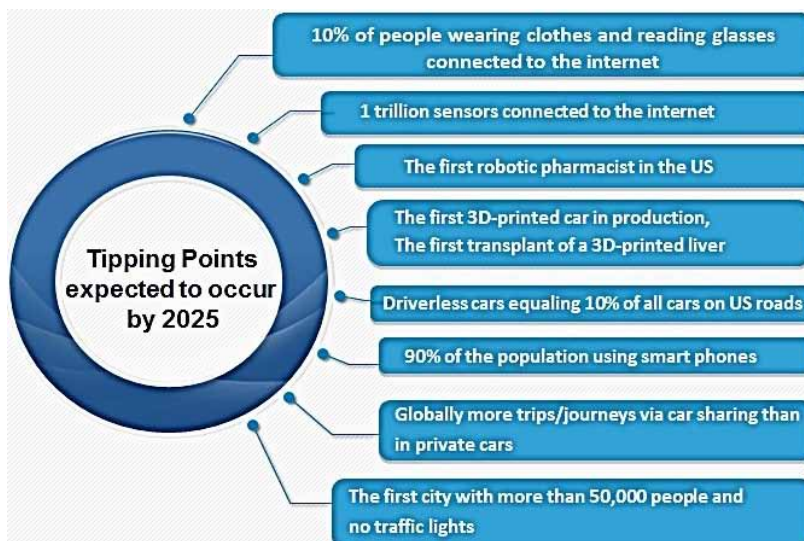 Tipping Points
expected to occur
by 2025
10% of people wearing clothes and reading glasses
connected to the internet
1 trillion sensors connected to the internet
The first robotic pharmacist in the US
The first 3D-printed car in production,
The first transplant of a 3D-printed liver
Driverless cars equaling 10% of all cars on US roads
90% of the population using smart phones
Globally more trips/journeys via car sharing than
in private cars
The first city with more than 50,000 people and
no traffic lights